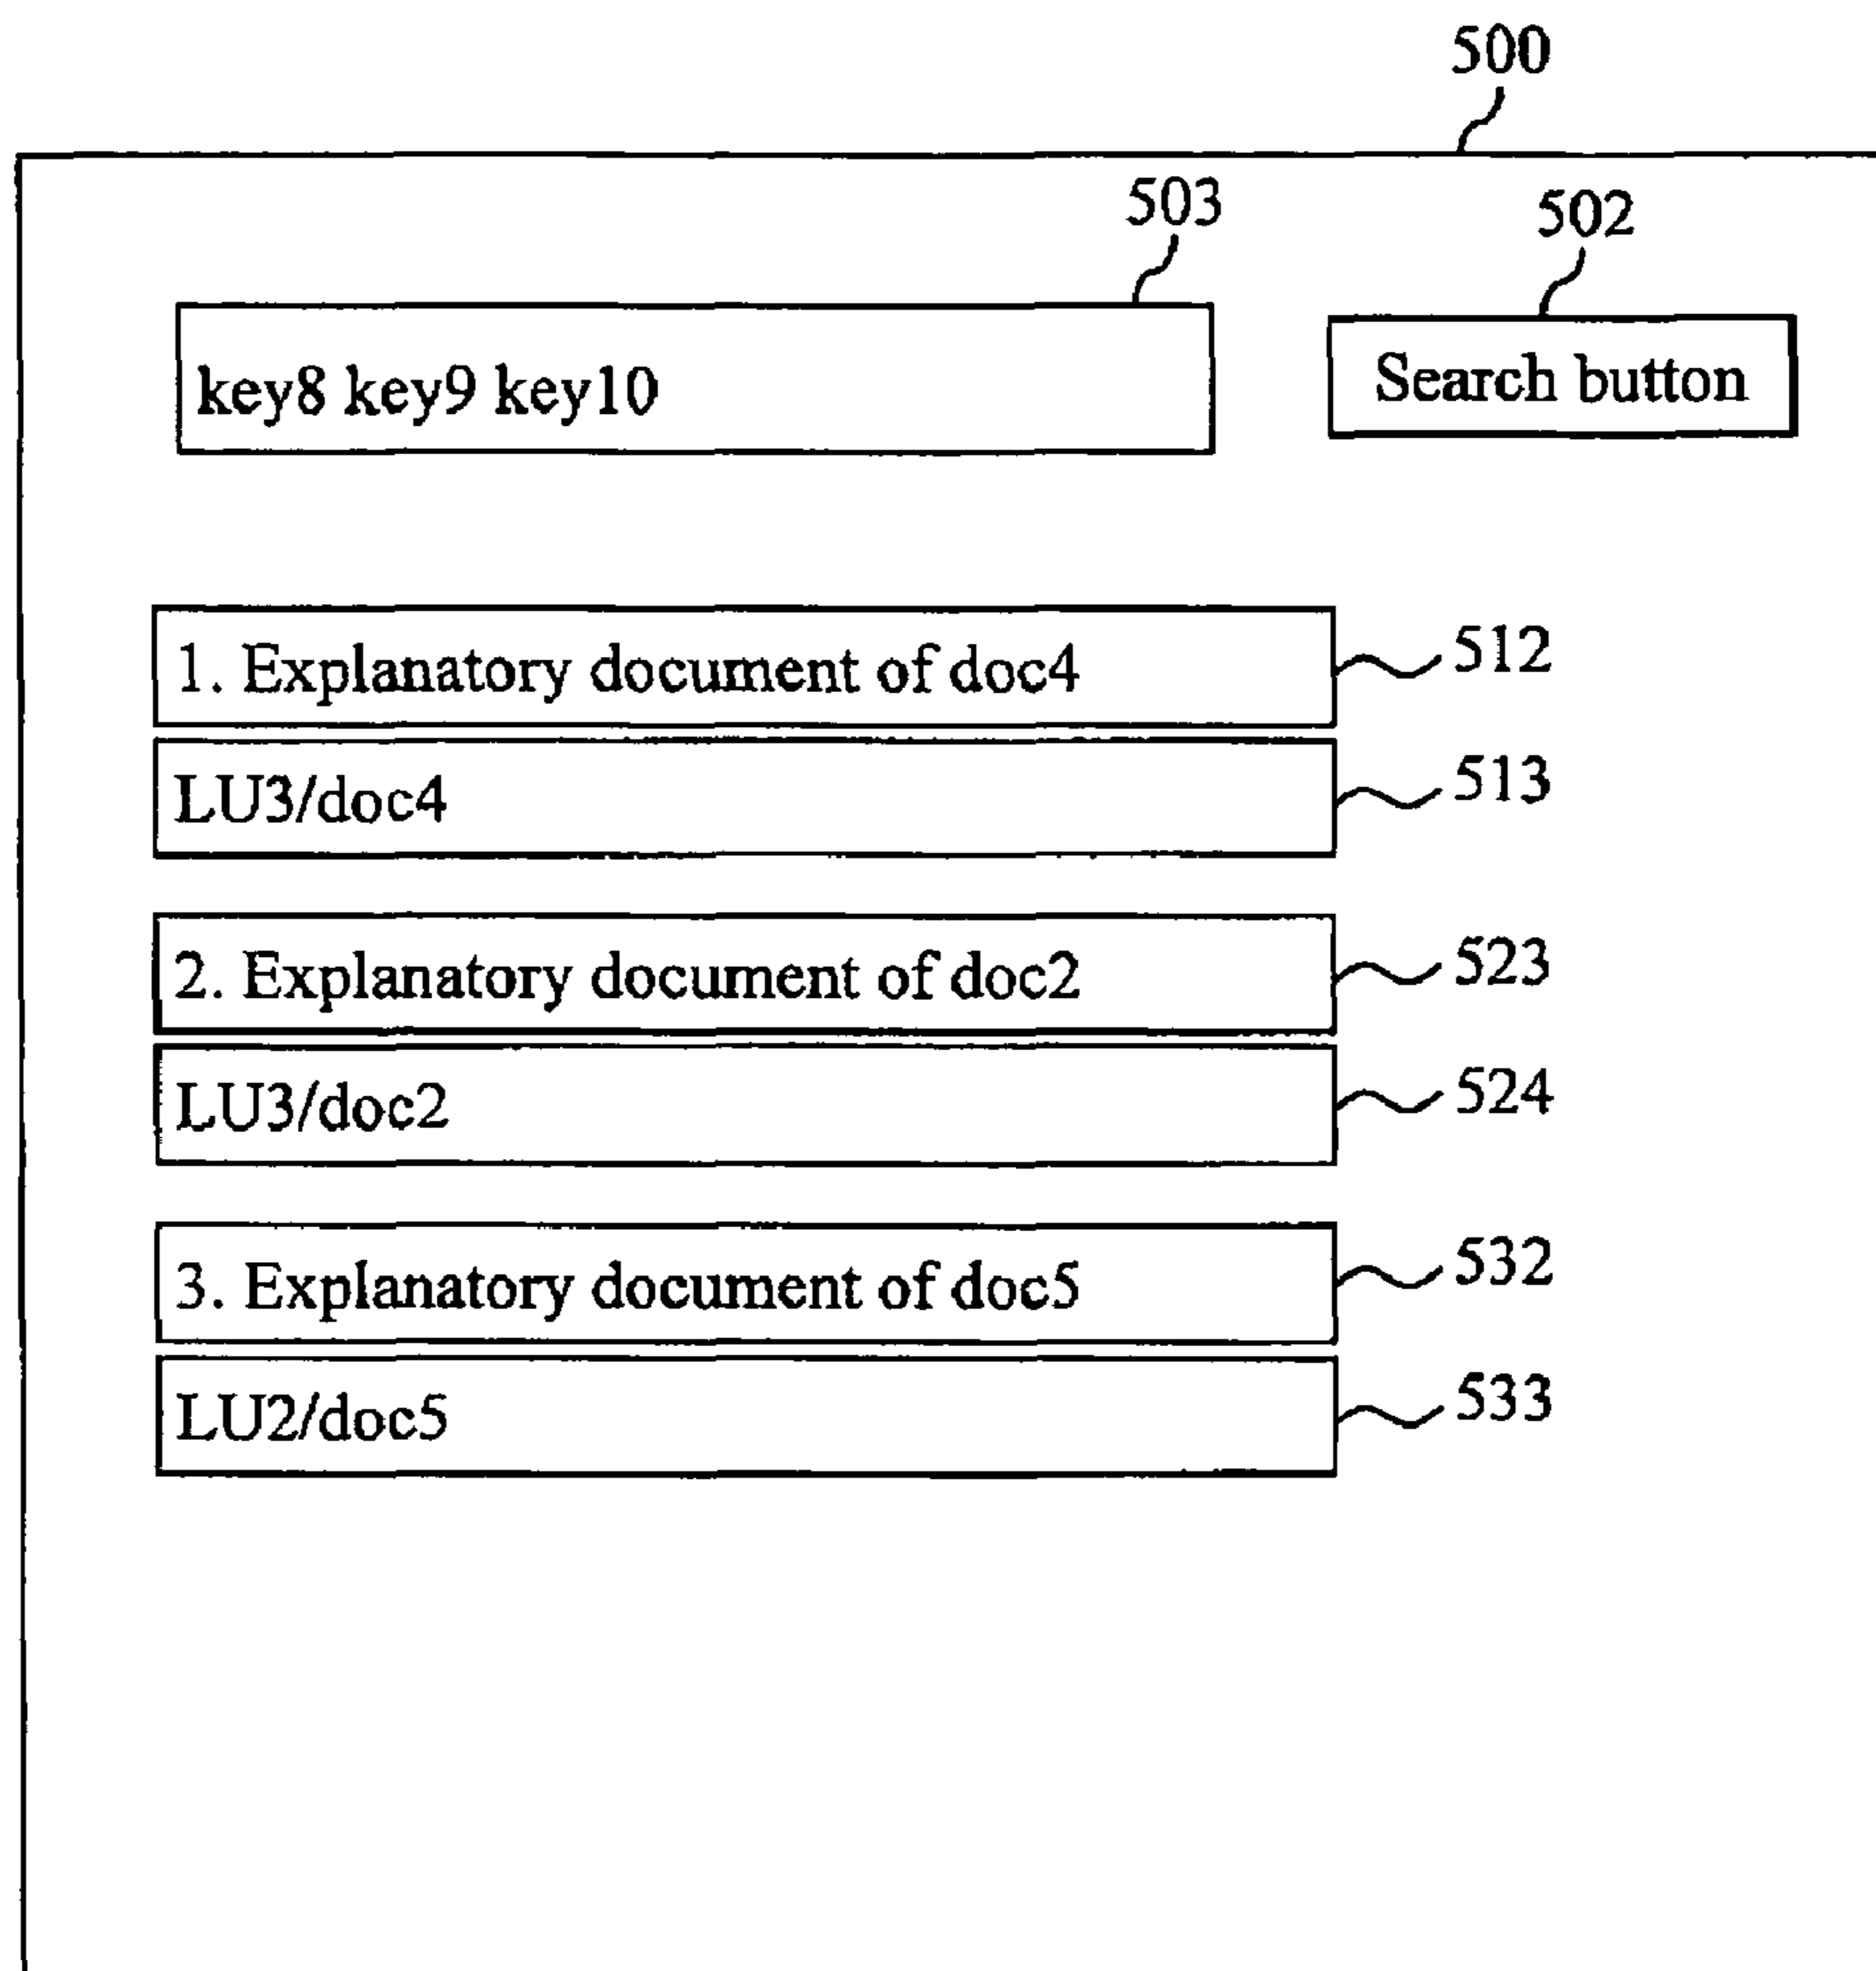 500
503
502
key8 key9 key10
Search button
1. Explanatory document of doc4
512
LU3/doc4
513
2. Explanatory document of doc2
523
LU3/doc2
524
3. Explanatory document of doc5
532
LU2/doc5
533